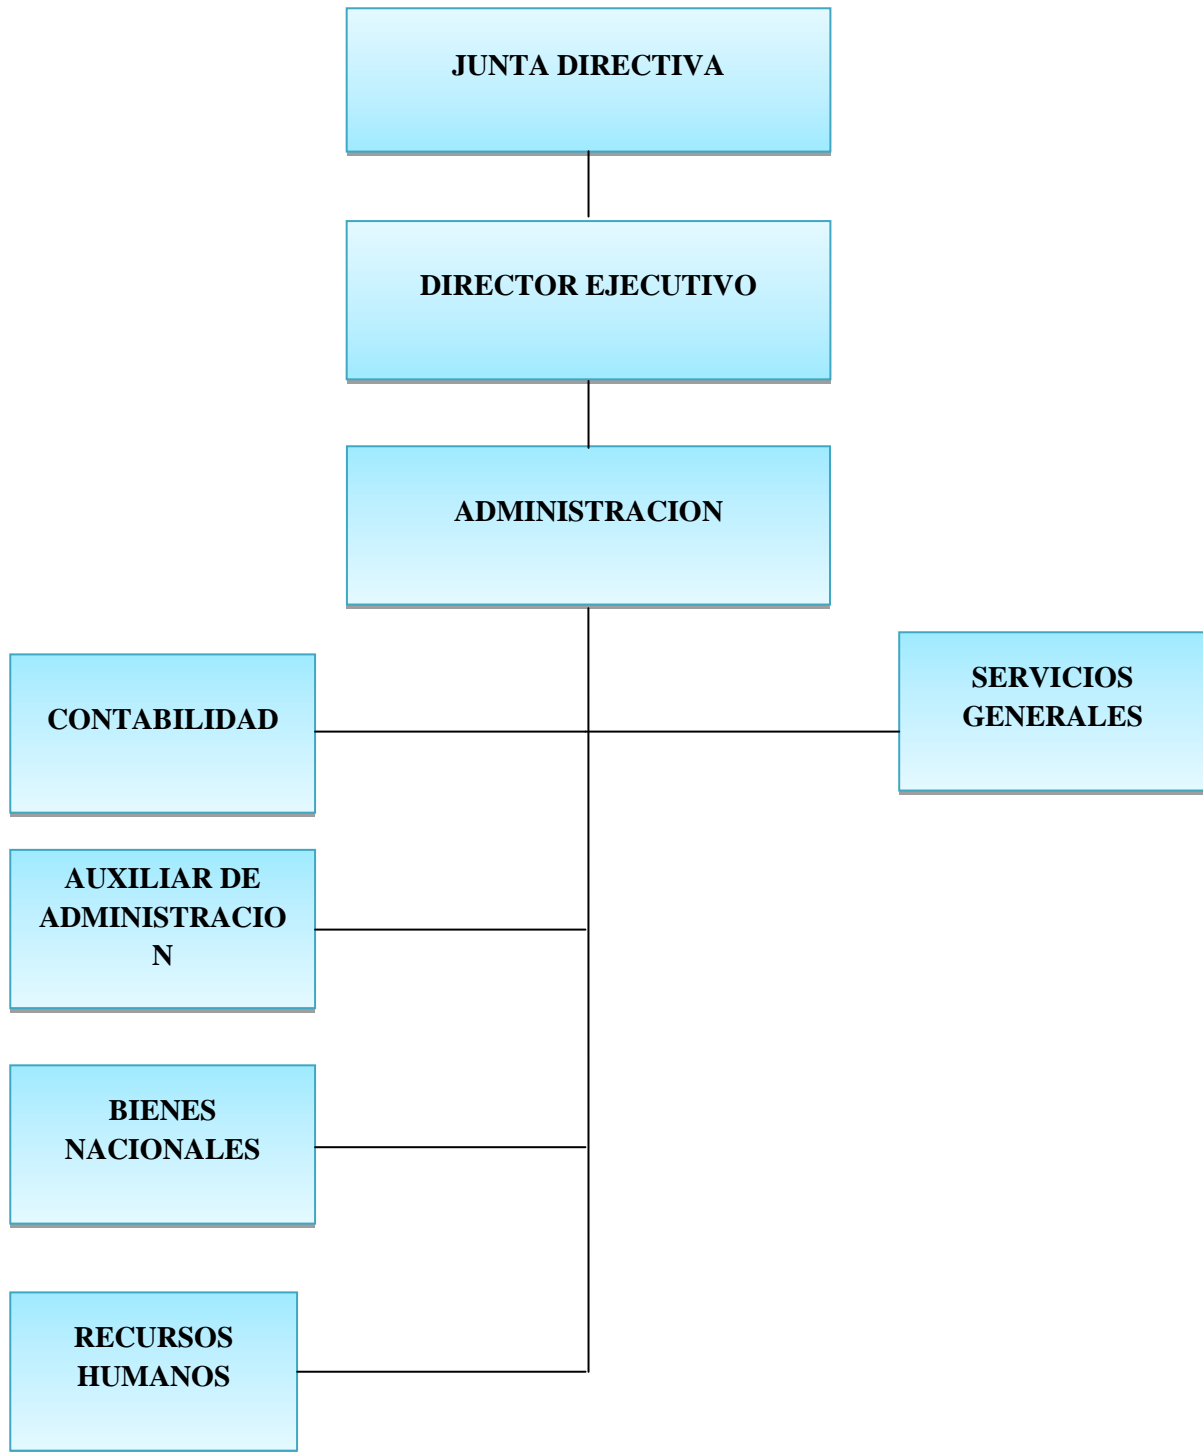 JUNTA DIRECTIVA
DIRECTOR EJECUTIVO
ADMINISTRACION
CONTABILIDAD
SERVICIOS
GENERALES
AUXILIAR DE
ADMINISTRACIO
N
BIENES
NACIONALES
RECURSOS
HUMANOS